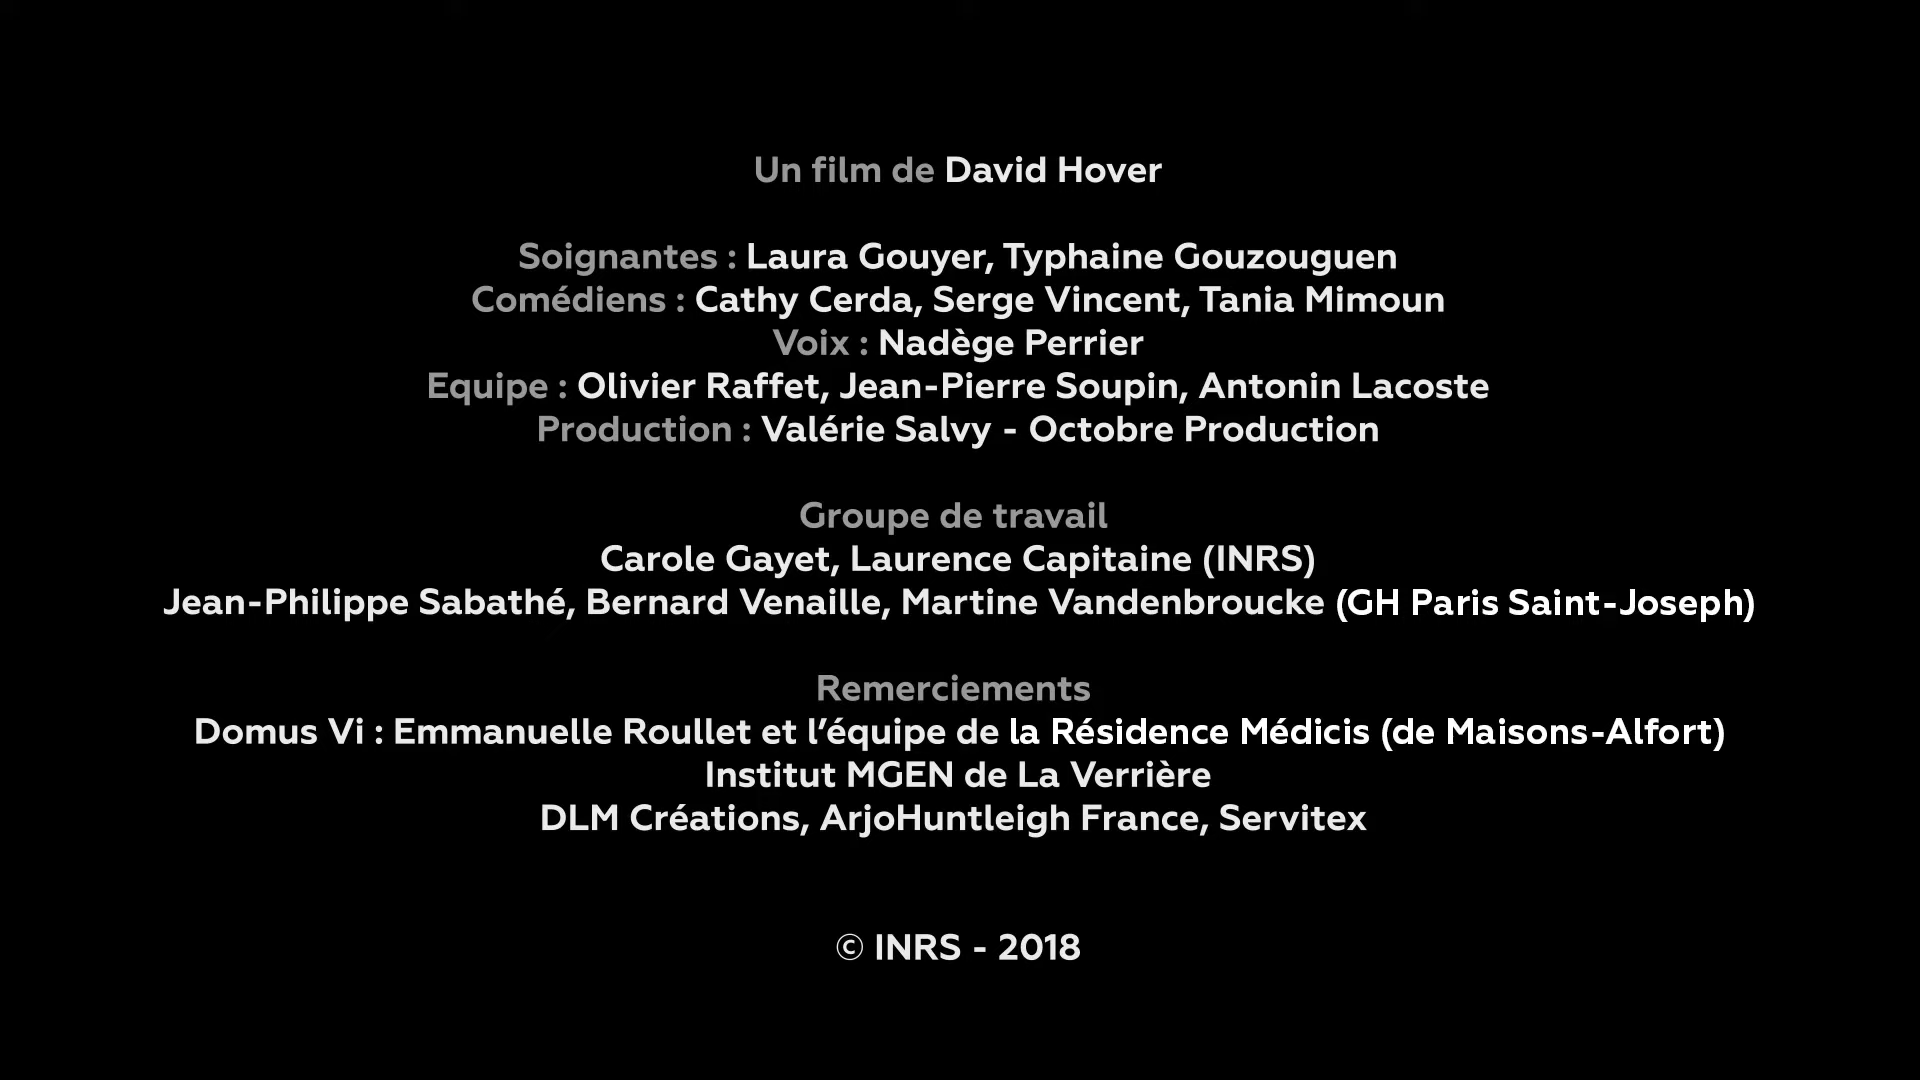 Un film de David Hover
Soignantes : Laura Gouyer, Typhaine Gouzouguen
Comédiens : Cathy Cerda, Serge Vincent, Tania Mimoun
Voix : Nadège Perrier
Equipe : Olivier Raffet, Jean-Pierre Soupin, Antonin Lacoste
Production : Valérie Salvy - Octobre Production
Groupe de travail
Carole Gayet, Laurence Capitaine (INRS)
Jean-Philippe Sabathé, Bernard Venaille, Martine Vandenbroucke (GH Paris Saint-Joseph)
Remerciements
Domus Vi : Emmanuelle Roullet et l’équipe de la Résidence Médicis (de Maisons-Alfort)
Institut MGEN de La Verrière
DLM Créations, ArjoHuntleigh France, Servitex
© INRS - 2018